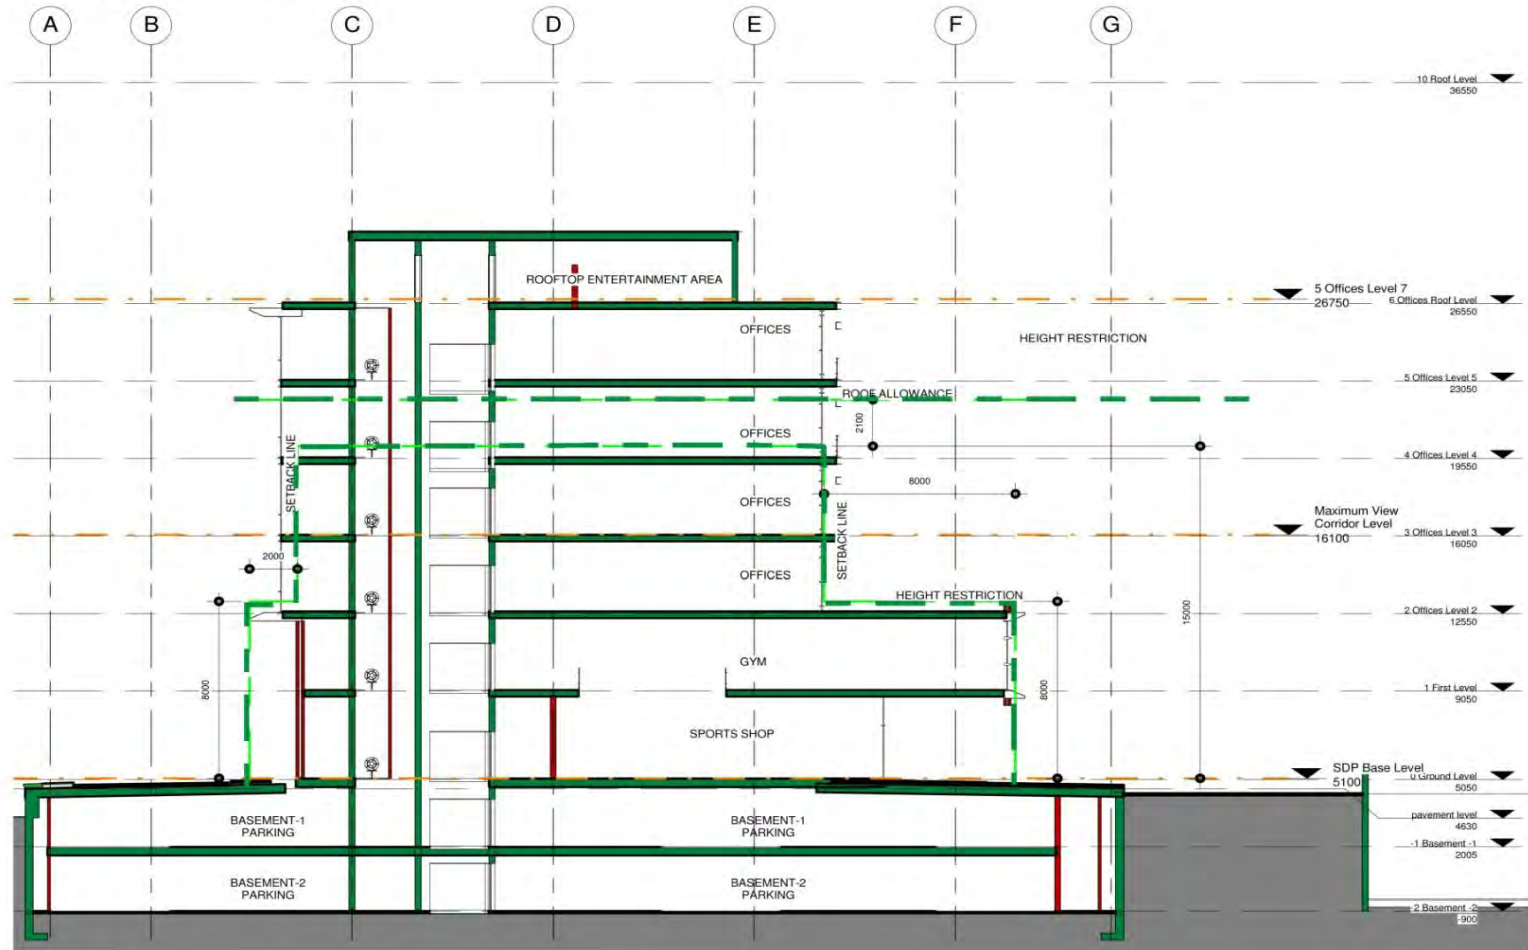 A
B
C
D
E
F
G
10 Roof Level
36550
ROOFTOP ENTERTAINMENT AREA
5 Offices Level 7
26750
6 Offices Roof Level
26550
OFFICES
HEIGHT RESTRICTION
5 Offices Level 5
23050
ROOF ALLOWANCE
2100
OFFICES
SETBACK LINE
4 Offices Level 4
19550
8000
OFFICES
SETBACK LINE
Maximum View
Corridor Level
16100
3 Offices Level 3
16050
2000
OFFICES
HEIGHT RESTRICTION
2 Offices Level 2
12550
15000
GYM
8000
8000
1 First Level
9050
SPORTS SHOP
SDP Base Level
5100
0 Ground Level
5050
BASEMENT-1
PARKING
BASEMENT-1
PARKING
pavement level
4630
-1 Basement -1
2005
BASEMENT-2
PARKING
BASEMENT-2
PARKING
-2 Basement -2
-900